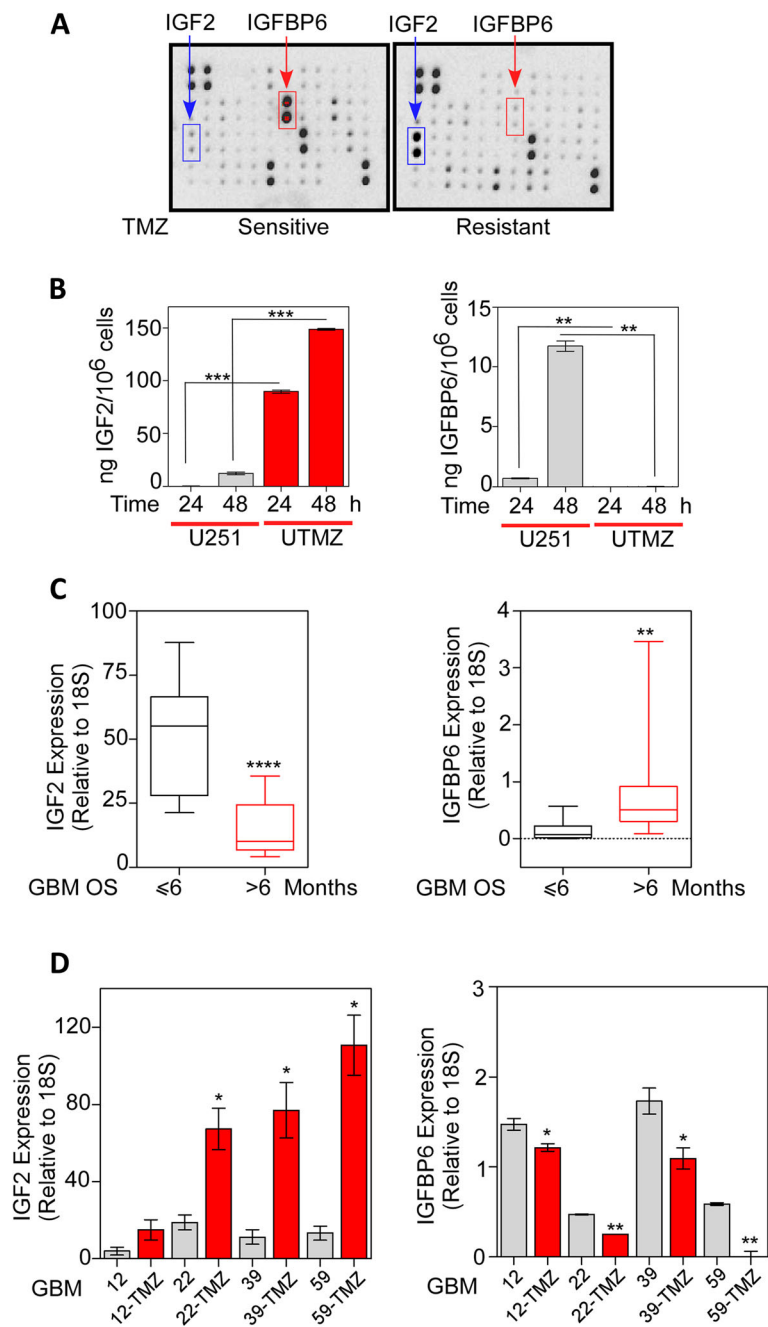 A
IGF2 IGFBP6 IGF2 IGFBP6
TMZ Sensitive Resistant
B
ng IGF2/10⁶ cells
150
100
50
0
***
***
Time 24 48 24 48 h
U251 UTMZ
ng IGFBP6/10⁶ cells
15
10
5
0
**
**
Time 24 48 24 48 h
U251 UTMZ
C
IGF2 Expression
(Relative to 18S)
100
75
50
25
0
****
GBM OS ⩽6 >6 Months
IGFBP6 Expression
(Relative to 18S)
4
3
2
1
0
**
GBM OS ⩽6 >6 Months
D
IGF2 Expression
(Relative to 18S)
120
80
40
0
* * *
GBM 12 12-TMZ 22 22-TMZ 39 39-TMZ 59 59-TMZ
IGFBP6 Expression
(Relative to 18S)
3
2
1
0
* ** * **
GBM 12 12-TMZ 22 22-TMZ 39 39-TMZ 59 59-TMZ